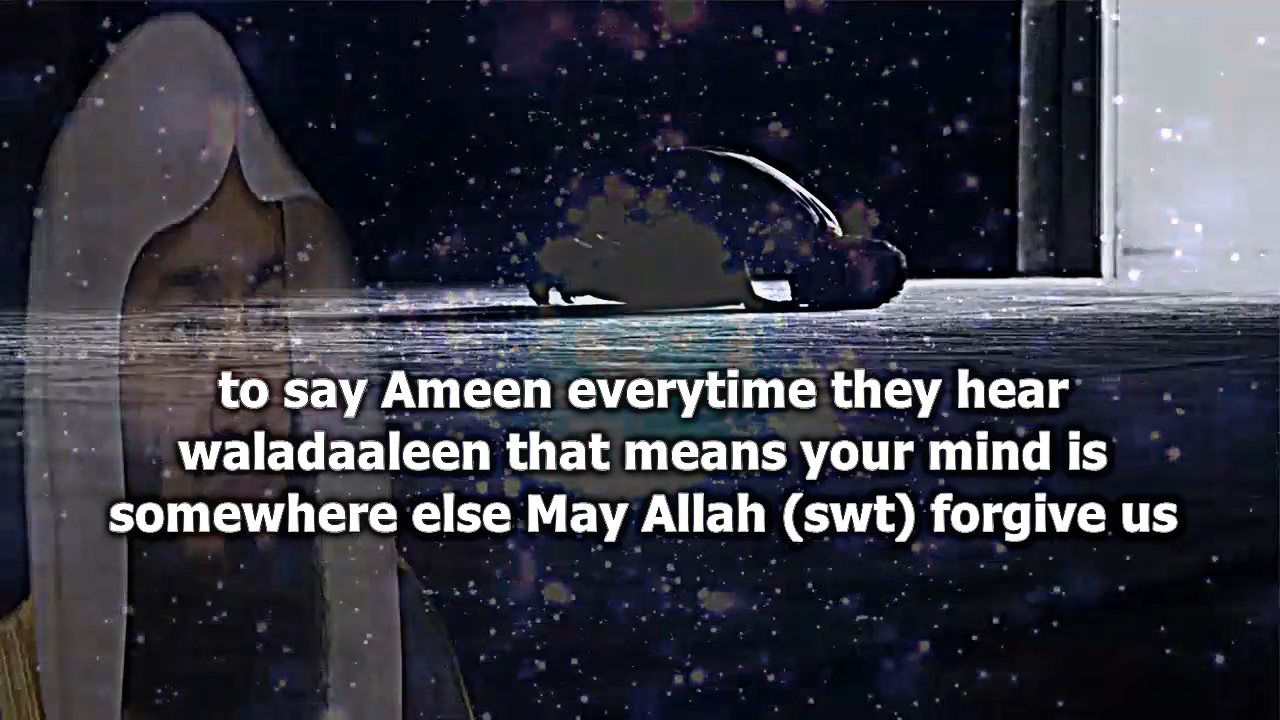 to say Ameen everytime they hear
waladaaleen that means your mind is
somewhere else May Allah (swt) forgive us